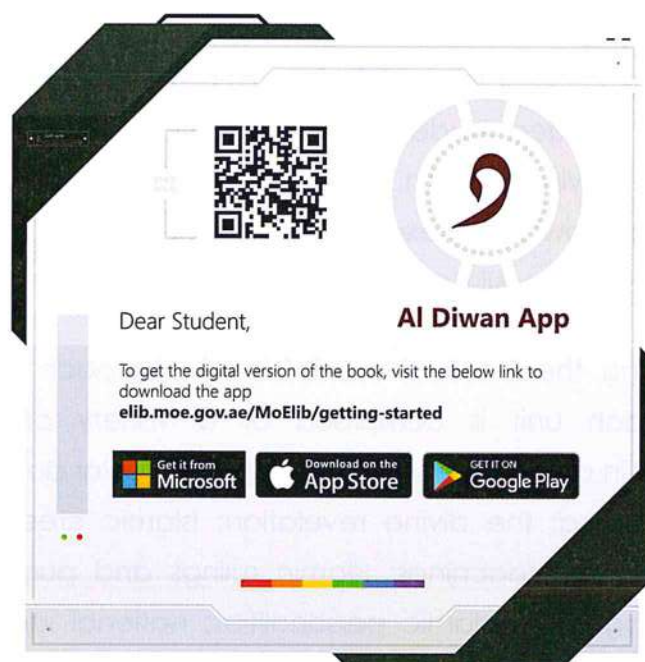 Al Diwan App
Dear Student,
To get the digital version of the book, visit the below link to
download the app
elib.moe.gov.ae/MoElib/getting-started
Get it from
Microsoft
Download on the
App Store
GET IT ON
Google Play